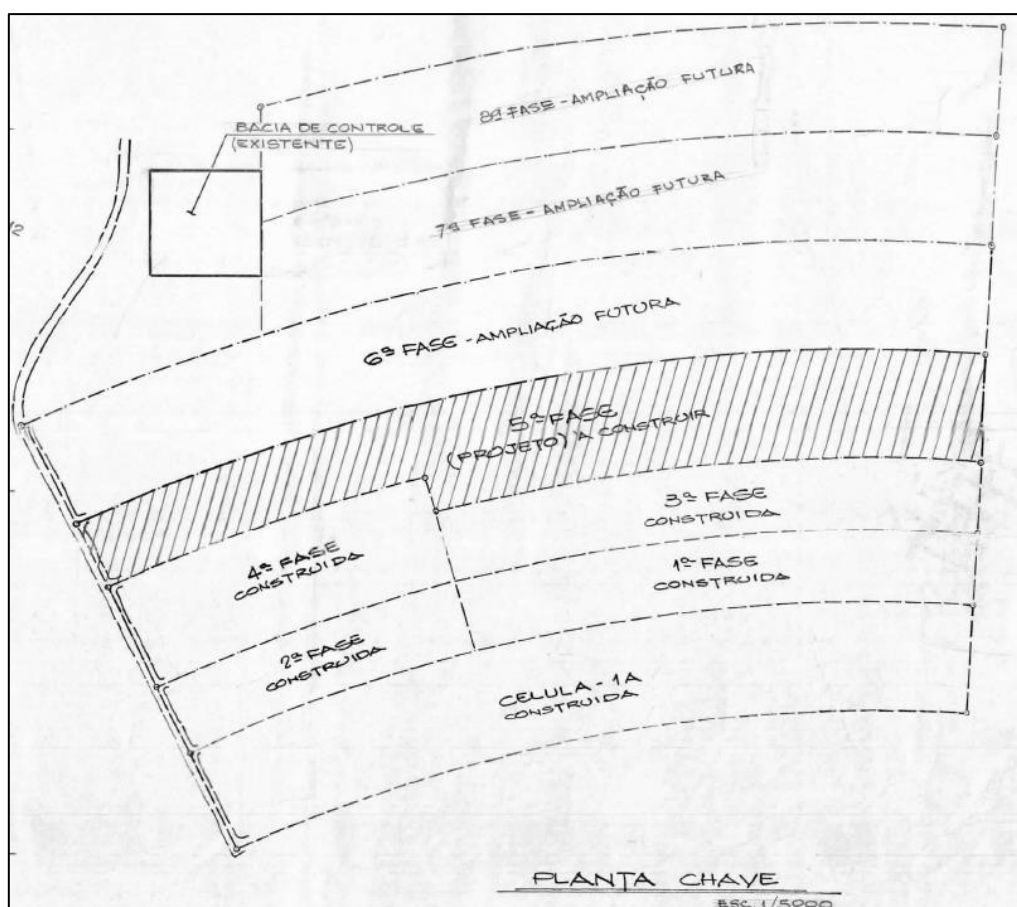 8ª FASE - AMPLIAÇÃO FUTURA
BACIA DE CONTROLE
(EXISTENTE)
7ª FASE - AMPLIAÇÃO FUTURA
6ª FASE - AMPLIAÇÃO FUTURA
5ª FASE
(PROJETO) A CONSTRUIR
3ª FASE
CONSTRUIDA
4ª FASE
CONSTRUIDA
1ª FASE
CONSTRUIDA
2ª FASE
CONSTRUIDA
CELULA - 1A
CONSTRUIDA
PLANTA CHAVE
ESC. 1/5000